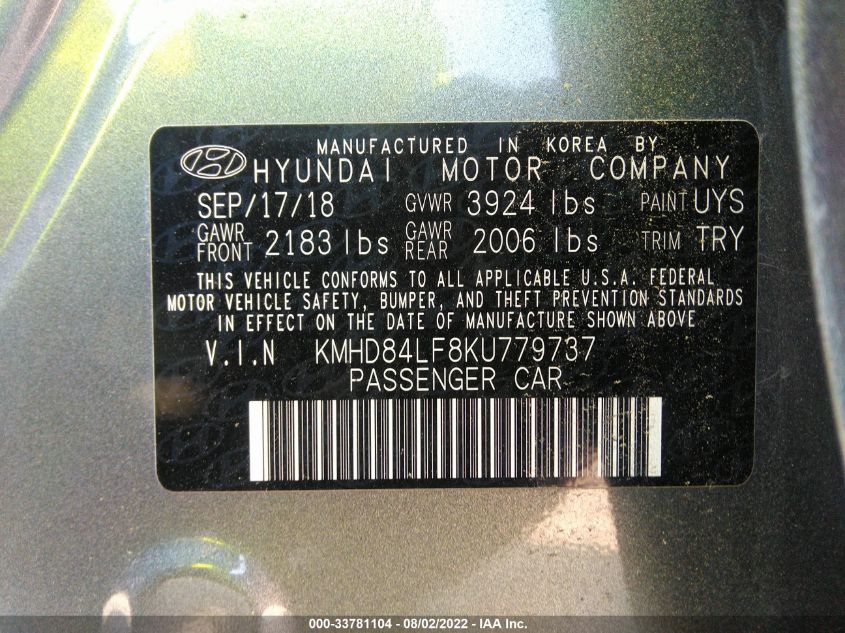 MANUFACTURED IN KOREA BY
HYUNDAI MOTOR COMPANY
SEP/17/18 GVWR 3924 lbs PAINT UYS
GAWR FRONT 2183 lbs GAWR REAR 2006 lbs TRIM TRY
THIS VEHICLE CONFORMS TO ALL APPLICABLE U.S.A. FEDERAL
MOTOR VEHICLE SAFETY, BUMPER, AND THEFT PREVENTION STANDARDS
IN EFFECT ON THE DATE OF MANUFACTURE SHOWN ABOVE
V.I.N KMHD84LF8KU779737
PASSENGER CAR
000-33781104 - 08/02/2022 - IAA Inc.